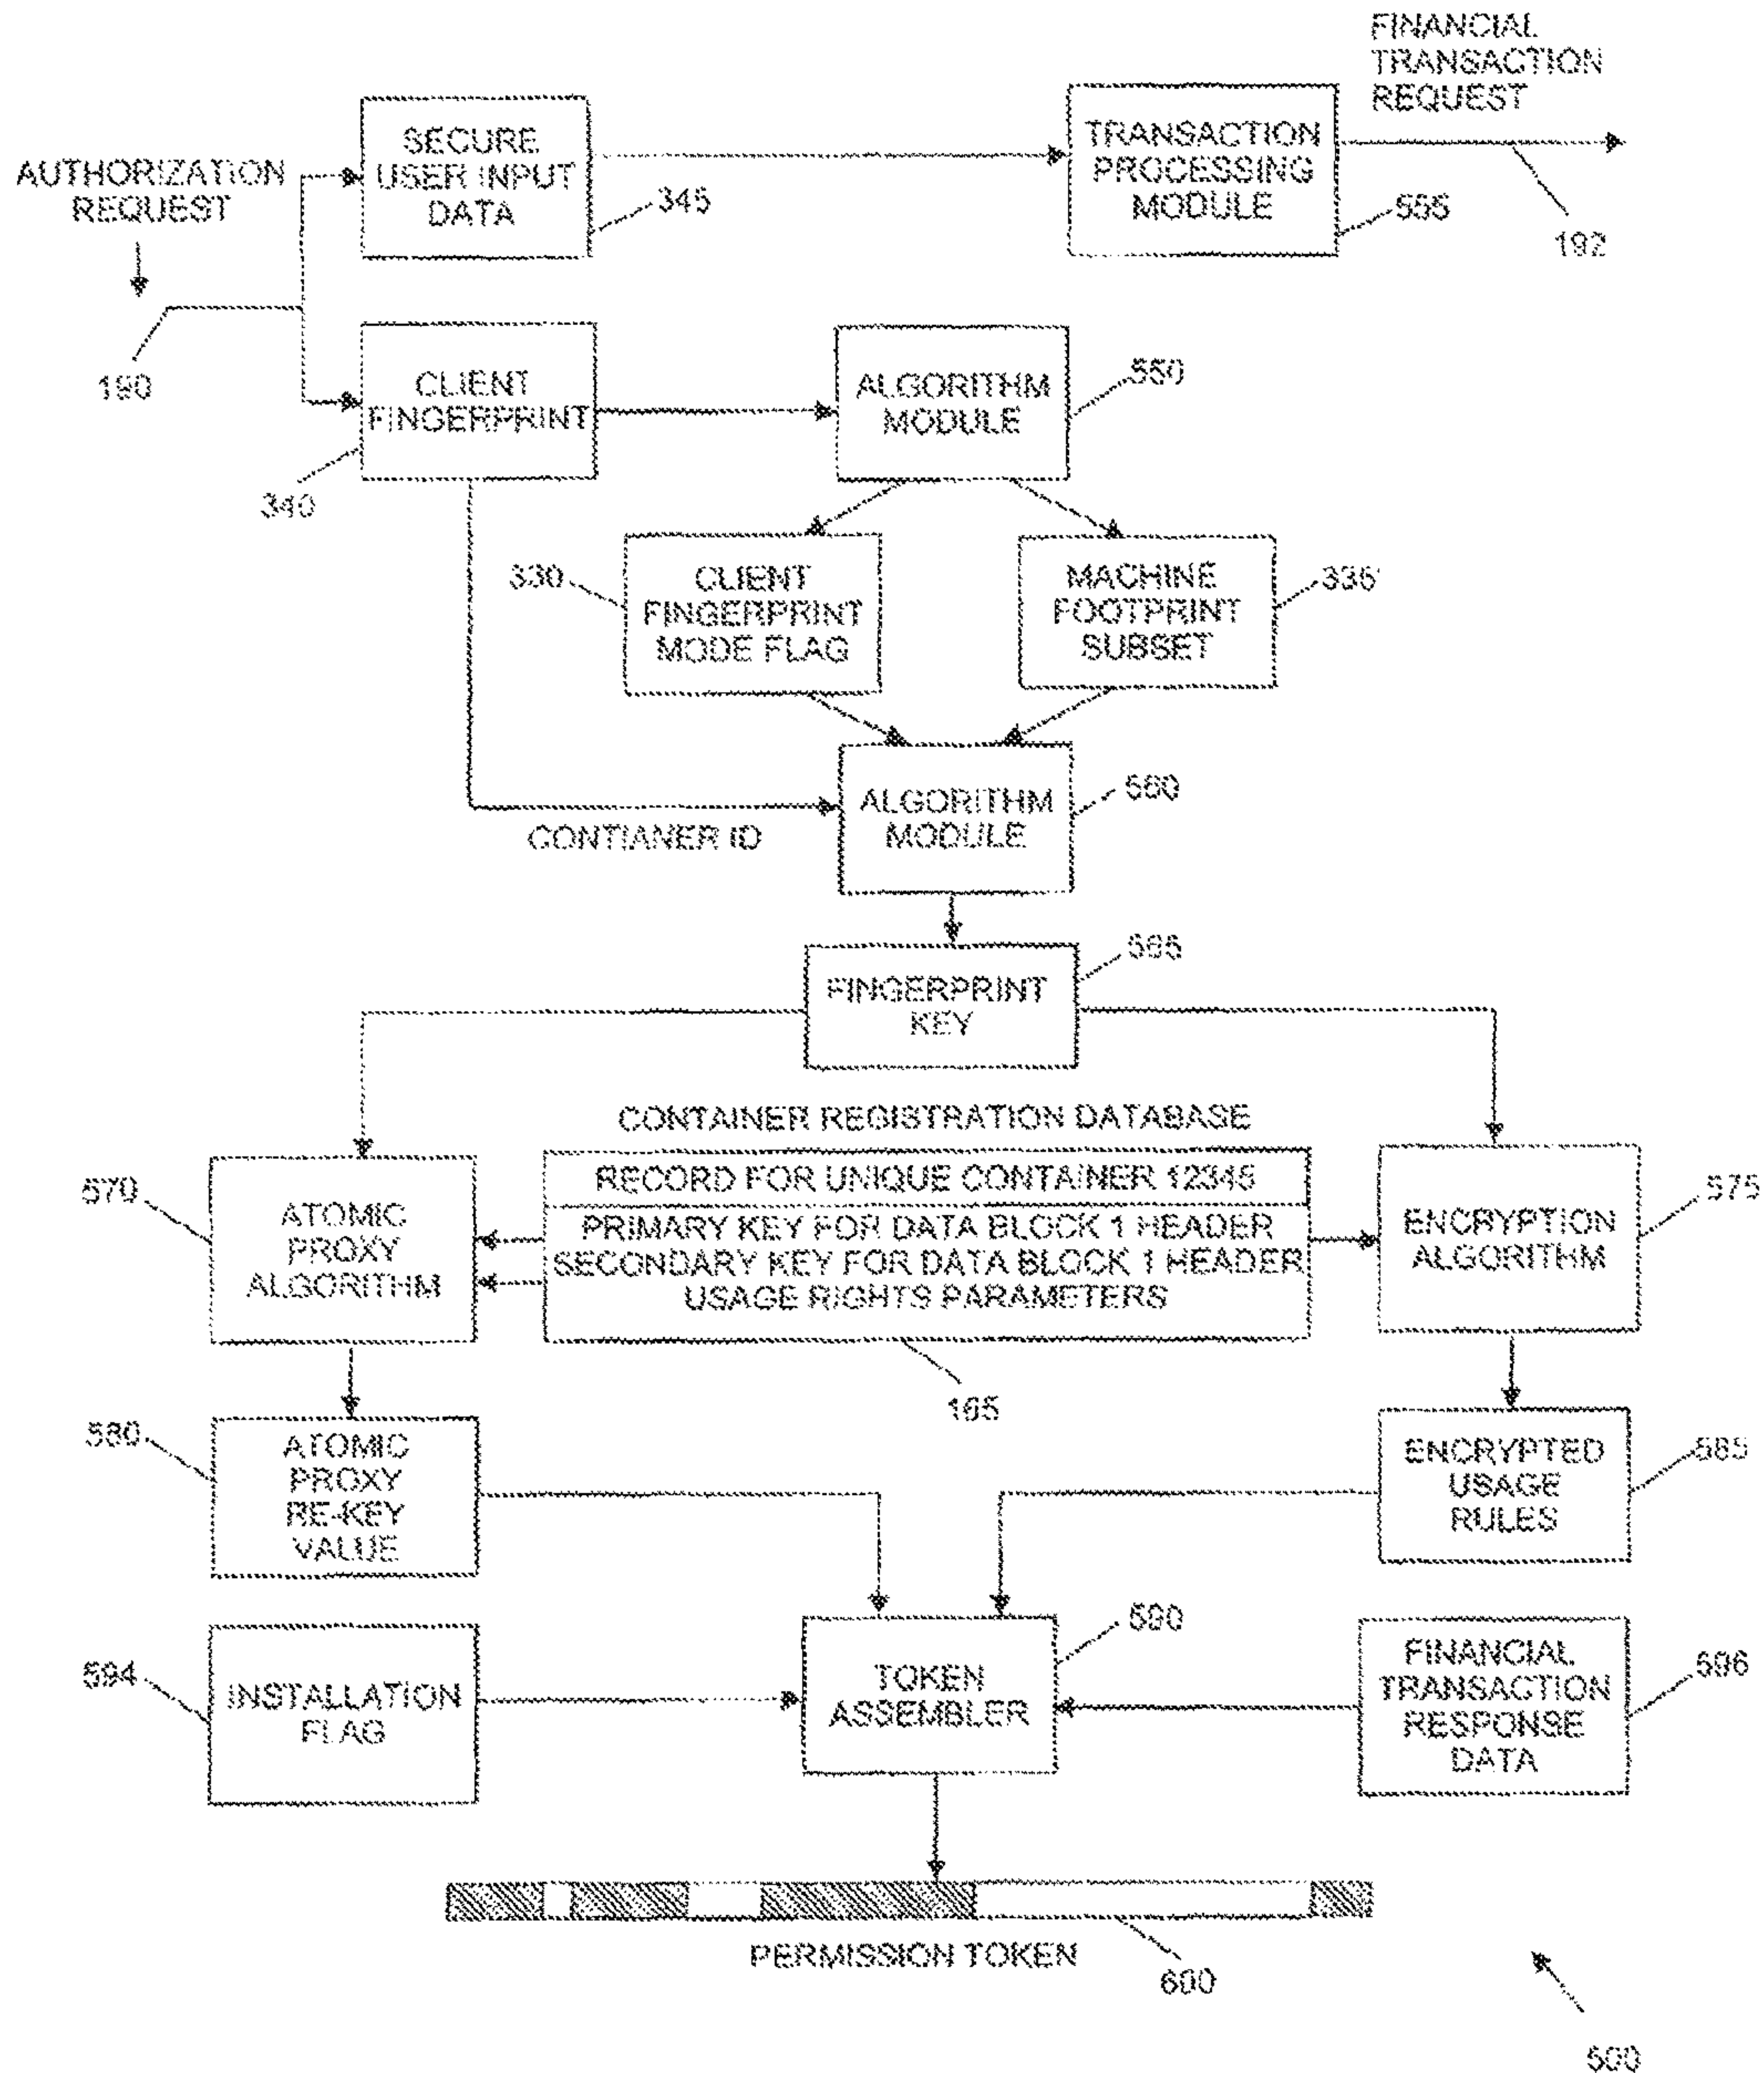 FINANCIAL
TRANSACTION
REQUEST
AUTHORIZATION
REQUEST
SECURE
USER INPUT
DATA
345
TRANSACTION
PROCESSING
MODULE
555
192
190
CLIENT
FINGERPRINT
340
ALGORITHM
MODULE
550
330
CLIENT
FINGERPRINT
MODE FLAG
MACHINE
FOOTPRINT
SUBSET
335'
CONTIANER ID
ALGORITHM
MODULE
560
FINGERPRINT
KEY
565
CONTAINER REGISTRATION DATABASE
RECORD FOR UNIQUE CONTAINER 12345
PRIMARY KEY FOR DATA BLOCK 1 HEADER
SECONDARY KEY FOR DATA BLOCK 1 HEADER
USAGE RIGHTS PARAMETERS
165
570
ATOMIC
PROXY
ALGORITHM
ENCRYPTION
ALGORITHM
575
580
ATOMIC
PROXY
RE-KEY
VALUE
ENCRYPTED
USAGE
RULES
585
594
INSTALLATION
FLAG
TOKEN
ASSEMBLER
590
FINANCIAL
TRANSACTION
RESPONSE
DATA
596
PERMISSION TOKEN
600
500